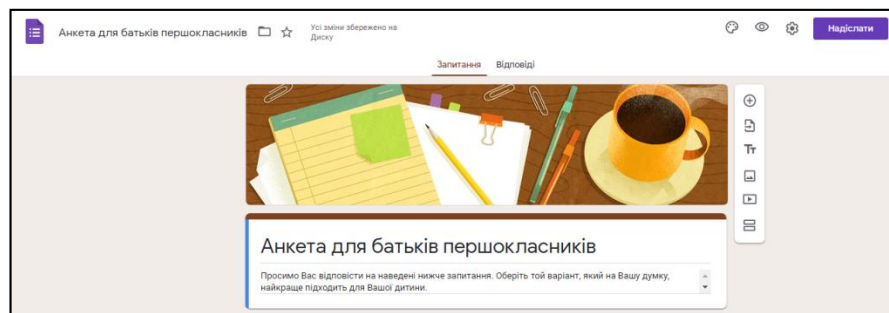 Анкета для батьків першокласників
Усі зміни збережено на
Диску
Надіслати
Запитання Відповіді
Тт
Анкета для батьків першокласників
Просимо Вас відповісти на наведені нижче запитання. Оберіть той варіант, який на Вашу думку,
найкраще підходить для Вашої дитини.